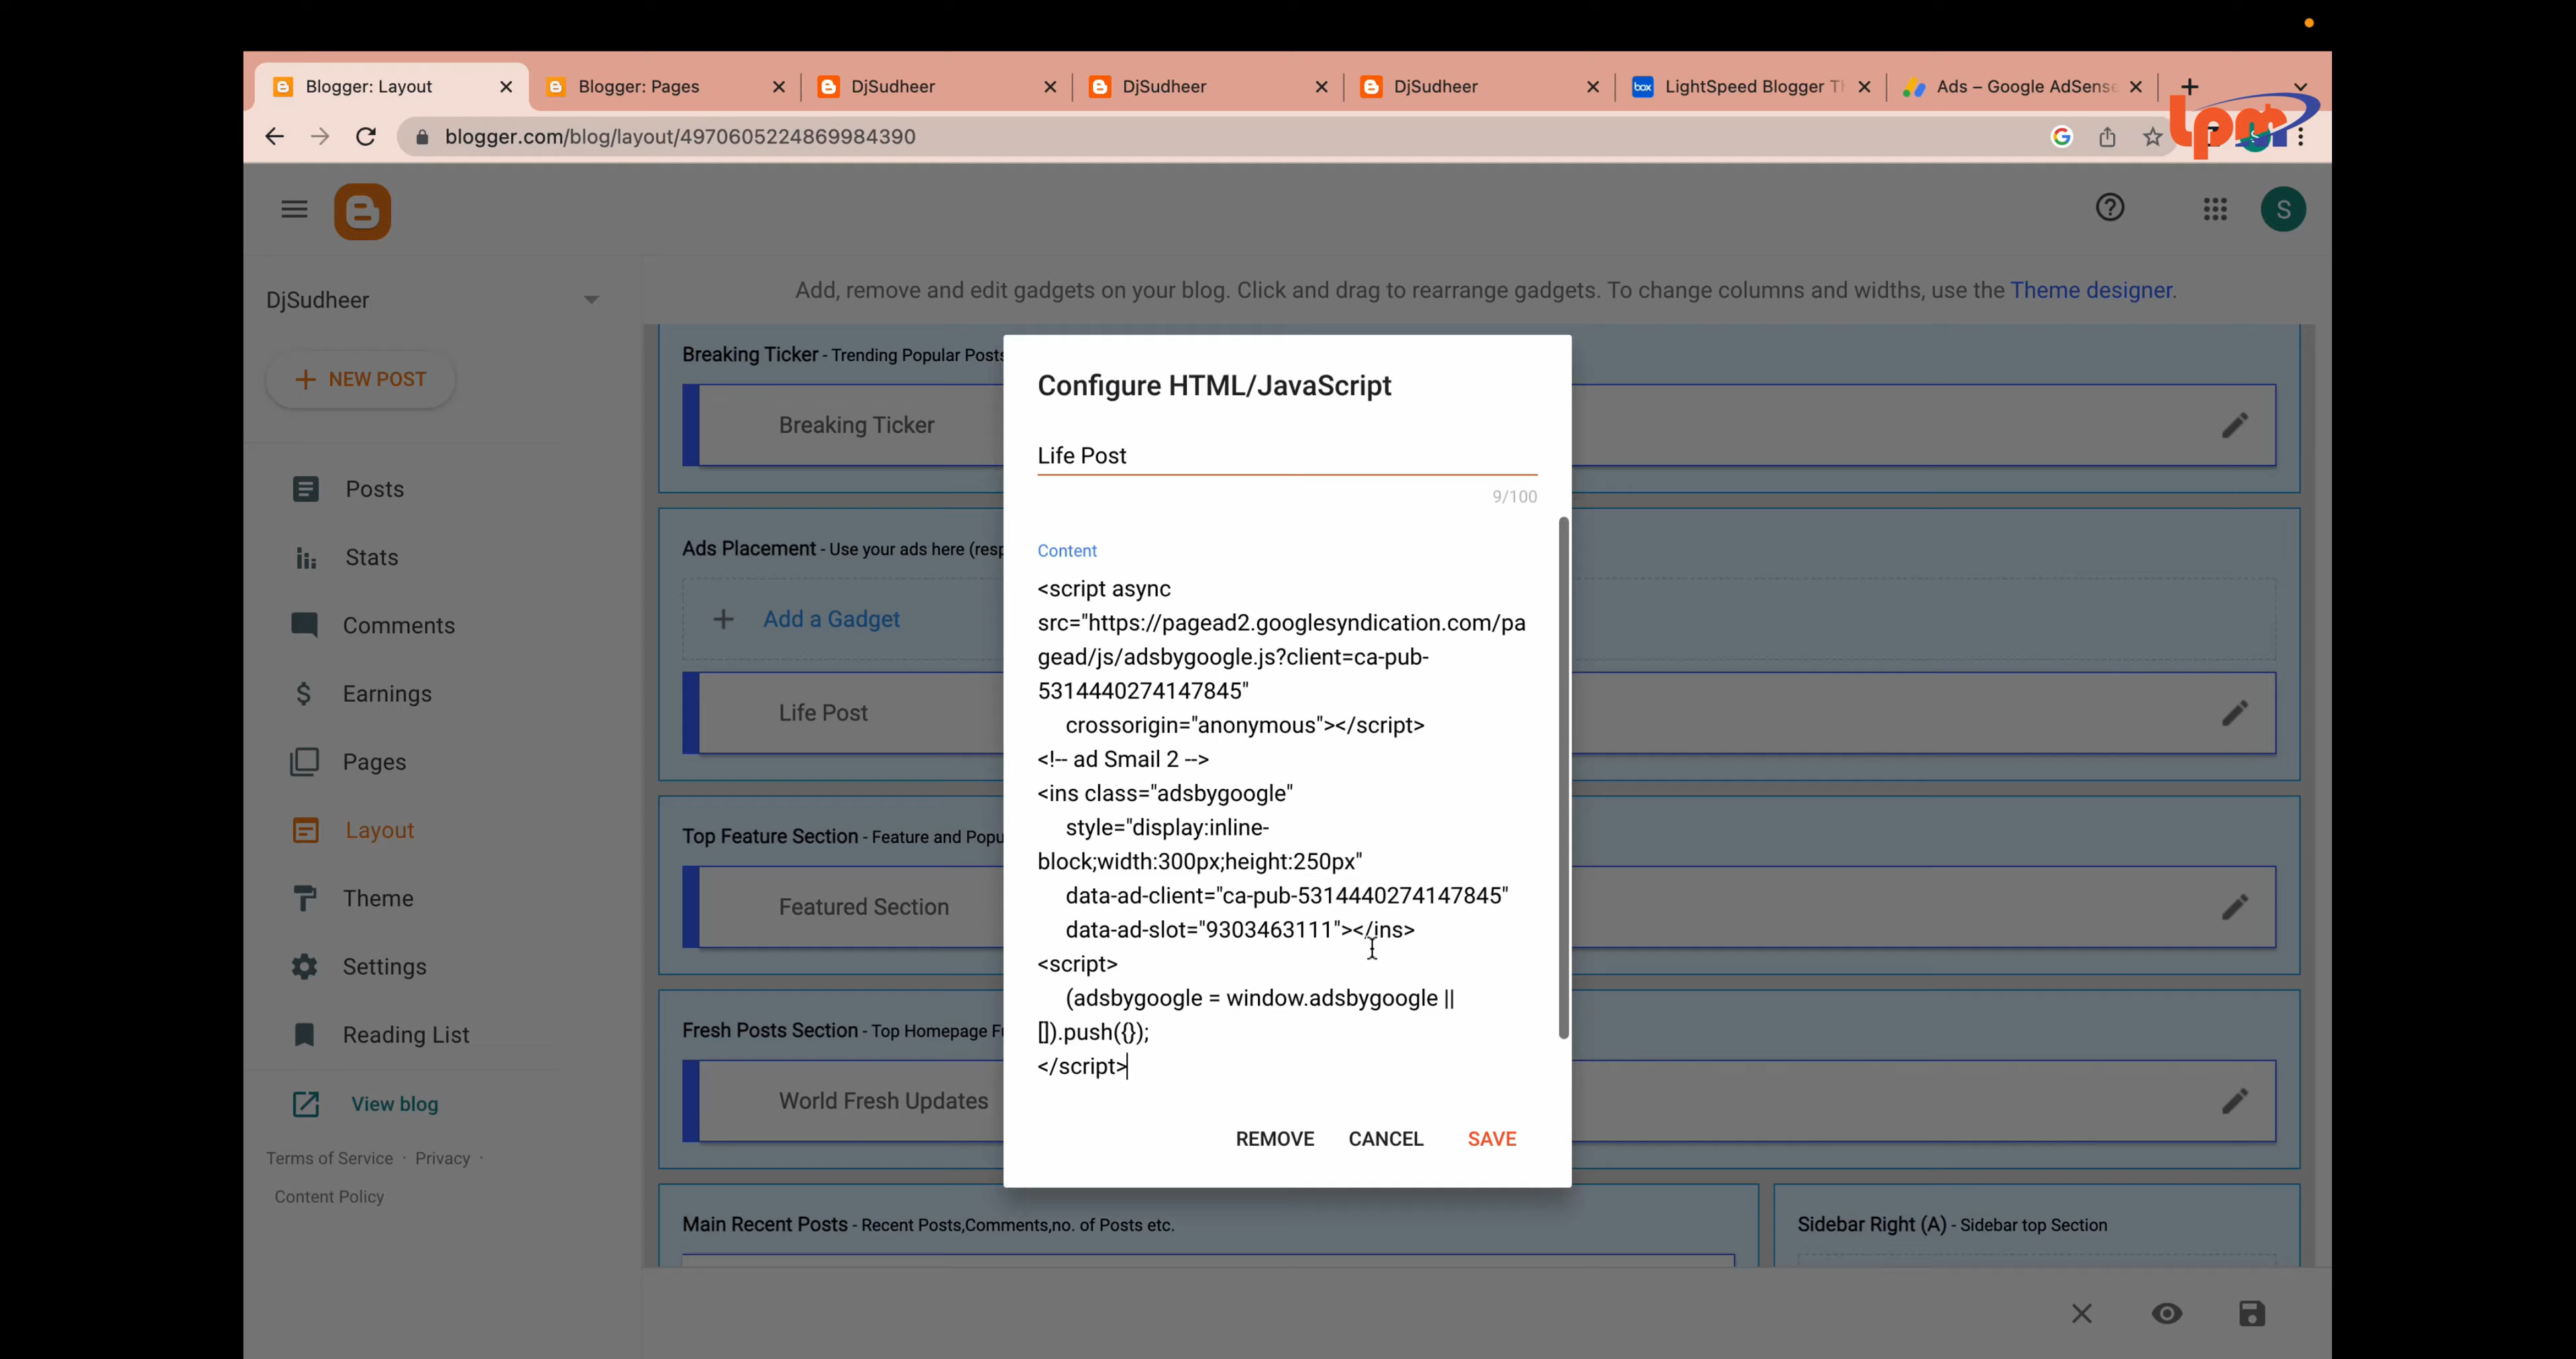 Blogger: Layout
Blogger: Pages
DjSudheer
DjSudheer
DjSudheer
LightSpeed Blogger Th
Ads – Google AdSense
blogger.com/blog/layout/4970605224869984390
lpm
S
DjSudheer
Add, remove and edit gadgets on your blog. Click and drag to rearrange gadgets. To change columns and widths, use the Theme designer.
NEW POST
Posts
Stats
Comments
Earnings
Pages
Layout
Theme
Settings
Reading List
View blog
Terms of Service · Privacy ·
Content Policy
Breaking Ticker - Trending Popular Posts
Breaking Ticker
Ads Placement - Use your ads here (resp
Add a Gadget
Life Post
Top Feature Section - Feature and Popu
Featured Section
Fresh Posts Section - Top Homepage Fu
World Fresh Updates
Main Recent Posts - Recent Posts,Comments,no. of Posts etc.
Sidebar Right (A) - Sidebar top Section
Configure HTML/JavaScript
Life Post
9/100
Content
<script async
src="https://pagead2.googlesyndication.com/pa
gead/js/adsbygoogle.js?client=ca-pub-
5314440274147845"
crossorigin="anonymous"></script>
<!-- ad Smail 2 -->
<ins class="adsbygoogle"
style="display:inline-
block;width:300px;height:250px"
data-ad-client="ca-pub-5314440274147845"
data-ad-slot="9303463111"></ins>
<script>
(adsbygoogle = window.adsbygoogle ||
[]).push({});
</script>
REMOVE
CANCEL
SAVE